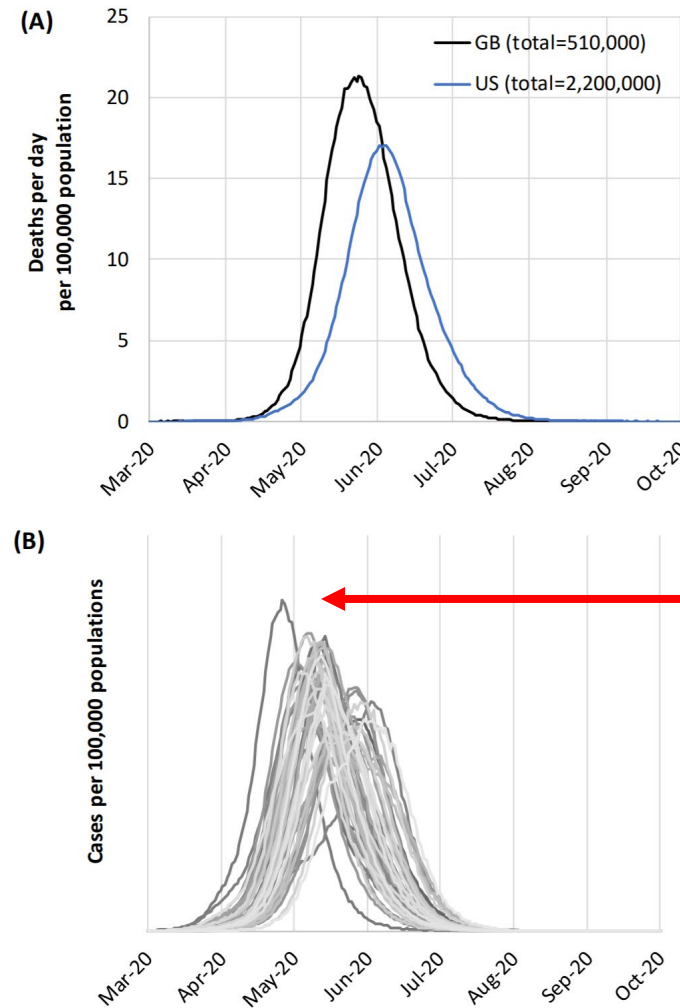 (A)
25
20
15
10
5
0
Deaths per day
per 100,000 population
GB (total=510,000)
US (total=2,200,000)
Mar-20
Apr-20
May-20
Jun-20
Jul-20
Aug-20
Sep-20
Oct-20
(B)
Cases per 100,000 populations
Mar-20
Apr-20
May-20
Jun-20
Jul-20
Aug-20
Sep-20
Oct-20